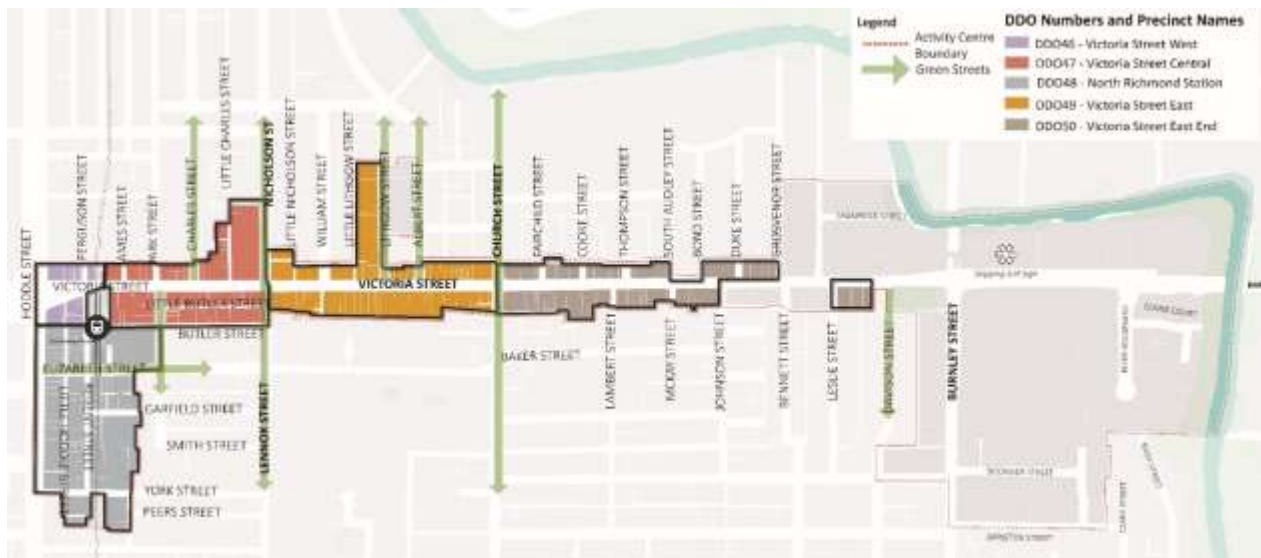 Legend
Activity Centre
Boundary
Green Streets
DDO Numbers and Precinct Names
DDO46 - Victoria Street West
DDO47 - Victoria Street Central
DDO48 - North Richmond Station
DDO49 - Victoria Street East
DDO50 - Victoria Street East End
HODDLE STREET
FERGUSON STREET
JAMES STREET
PARK STREET
CHARLES STREET
LITTLE CHARLES STREET
NICHOLSON ST
LITTLE NICHOLSON STREET
WILLIAM STREET
LITTLE LITHGOW STREET
LITHGOW STREET
ALBERT STREET
CHURCH STREET
FAIRCHILD STREET
COOKE STREET
THOMPSON STREET
SOUTH AUDLEY STREET
BOND STREET
DUKE STREET
GROSVENOR STREET
VICTORIA STREET
VICTORIA STREET
LITTLE BUTLER STREET
BUTLER STREET
ELIZABETH STREET
GARFIELD STREET
SMITH STREET
YORK STREET
PEERS STREET
LITTLE HODDLE STREET
LENNOX STREET
BAKER STREET
LAMBERT STREET
MCKAY STREET
JOHNSON STREET
BENNETT STREET
LESLIE STREET
DAVISON STREET
BURNLEY STREET